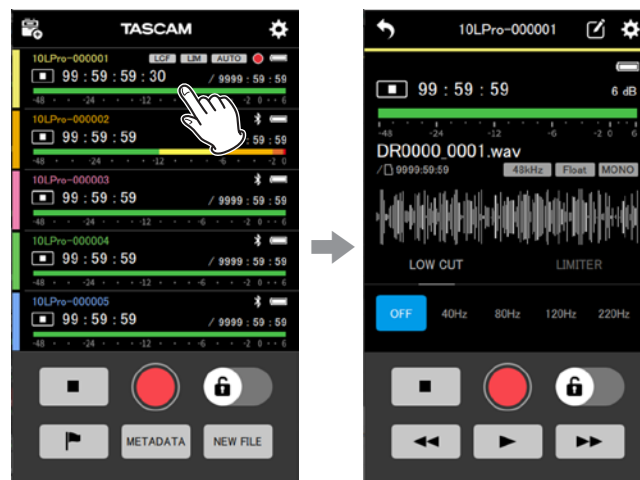 TASCAM
10LPro-000001 LCF LIM AUTO
99 : 59 : 59 : 30 / 9999 : 59 : 59
-48 -24 -12 -2 0 6
10LPro-000002
99 : 59 : 59 59 : 59
-48 -24 -12 -6 -2 0
10LPro-000003
99 : 59 : 59 / 9999 : 59 : 59
-48 -24 -12 -6 -2 0 6
10LPro-000004
99 : 59 : 59 / 9999 : 59 : 59
-48 -24 -12 -6 -2 0 6
10LPro-000005
99 : 59 : 59 / 9999 : 59 : 59
-48 -24 -12 -6 -2 0 6
METADATA NEW FILE
10LPro-000001
99 : 59 : 59 6 dB
-48 -24 -12 -6 -2 0 6
DR0000_0001.wav
/ 9999:59:59 48kHz Float MONO
LOW CUT LIMITER
OFF 40Hz 80Hz 120Hz 220Hz